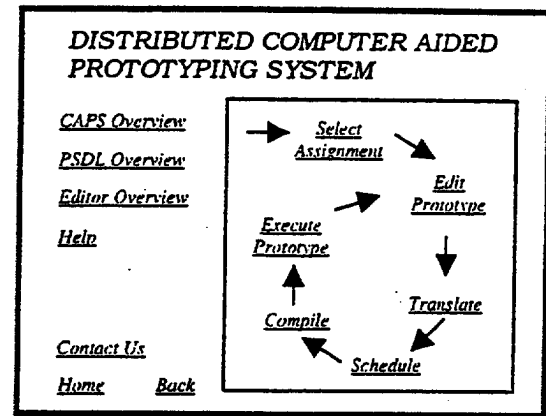 DISTRIBUTED COMPUTER AIDED
PROTOTYPING SYSTEM
CAPS Overview
PSDL Overview
Editor Overview
Help
Contact Us
Home Back
Select
Assignment
Edit
Prototype
Translate
Schedule
Compile
Execute
Prototype